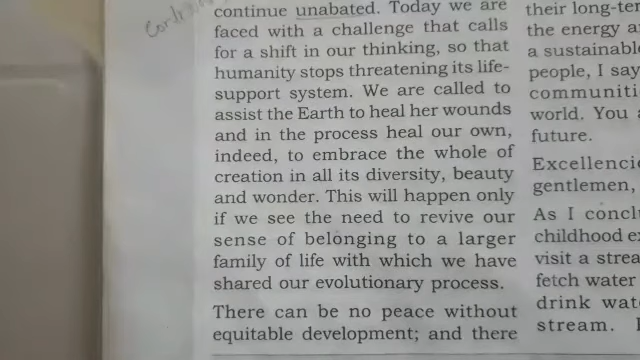 continue unabated. Today we are
faced with a challenge that calls
for a shift in our thinking, so that
humanity stops threatening its life-
support system. We are called to
assist the Earth to heal her wounds
and in the process heal our own,
indeed, to embrace the whole of
creation in all its diversity, beauty
and wonder. This will happen only
if we see the need to revive our
sense of belonging to a larger
family of life with which we have
shared our evolutionary process.
There can be no peace without
equitable development; and there
their long-ter
the energy a
a sustainable
people, I say
communiti
world. You a
future.
Excellencie
gentlemen,
As I concl
childhood e
visit a strea
fetch water
drink wat
stream. I